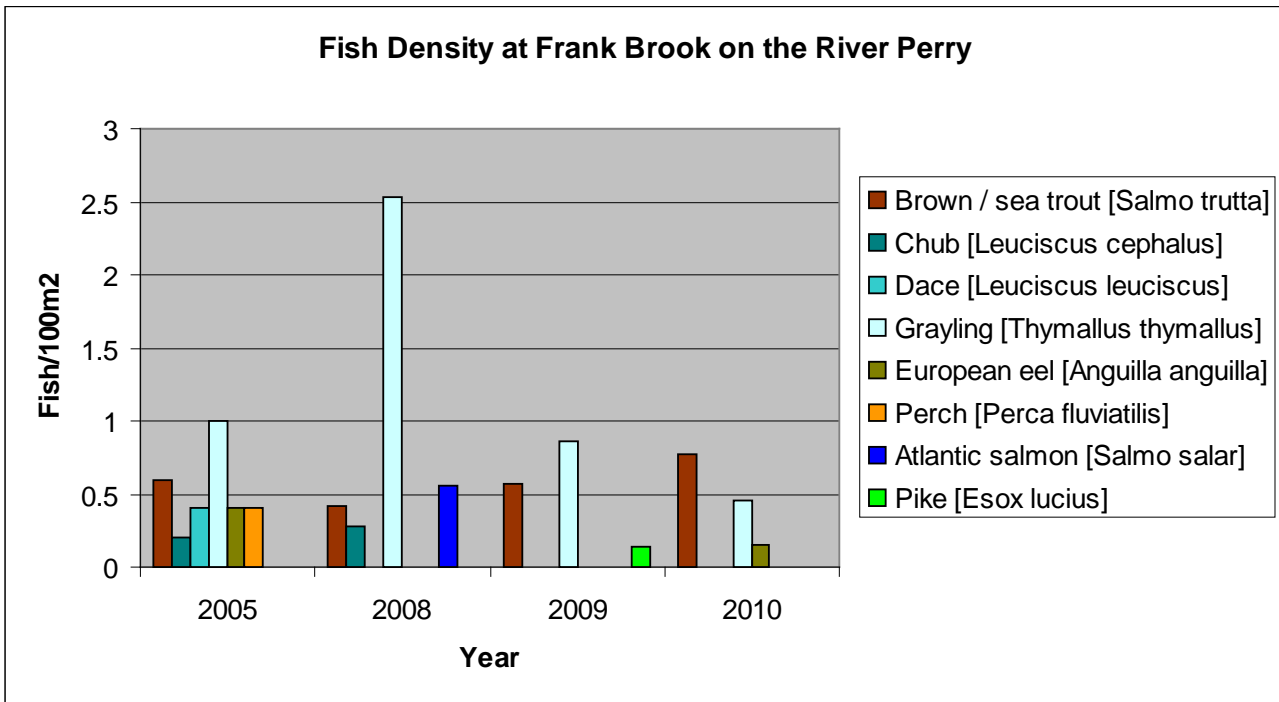 Fish Density at Frank Brook on the River Perry
3
2.5
2
1.5
1
0.5
0
Fish/100m2
2005 2008 2009 2010
Year
Brown / sea trout [Salmo trutta]
Chub [Leuciscus cephalus]
Dace [Leuciscus leuciscus]
Grayling [Thymallus thymallus]
European eel [Anguilla anguilla]
Perch [Perca fluviatilis]
Atlantic salmon [Salmo salar]
Pike [Esox lucius]